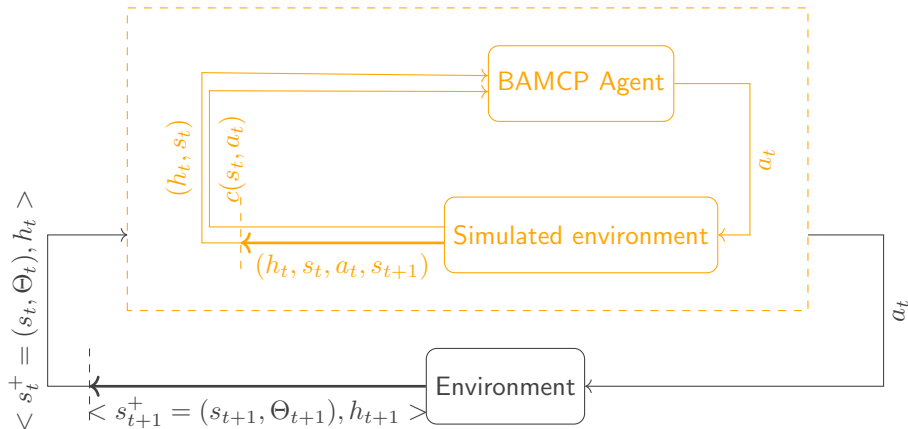 BAMCP Agent
(h_t, s_t)
c(s_t, a_t)
a_t
Simulated environment
(h_t, s_t, a_t, s_{t+1})
< s_t^+ = (s_t, Θ_t), h_t >
a_t
Environment
< s_{t+1}^+ = (s_{t+1}, Θ_{t+1}), h_{t+1} >